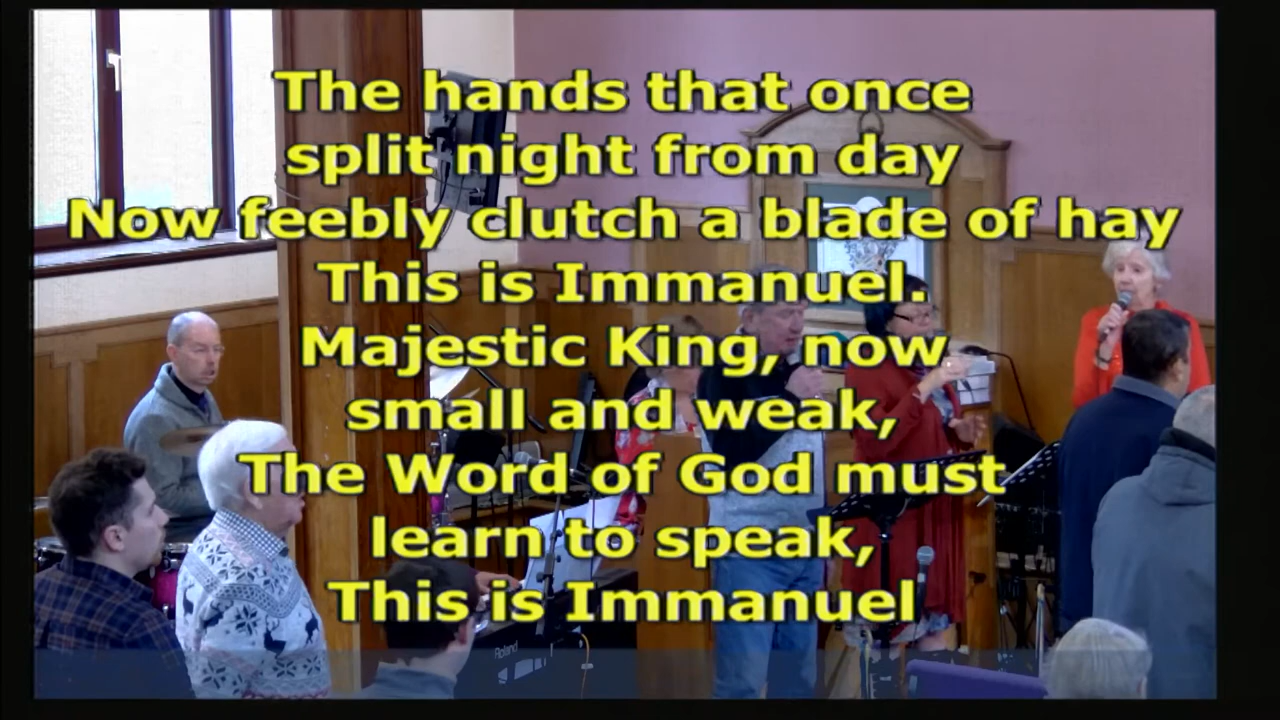 The hands that once
split night from day
Now feebly clutch a blade of hay
This is Immanuel.
Majestic King, now
small and weak,
The Word of God must
learn to speak,
This is Immanuel
Roland